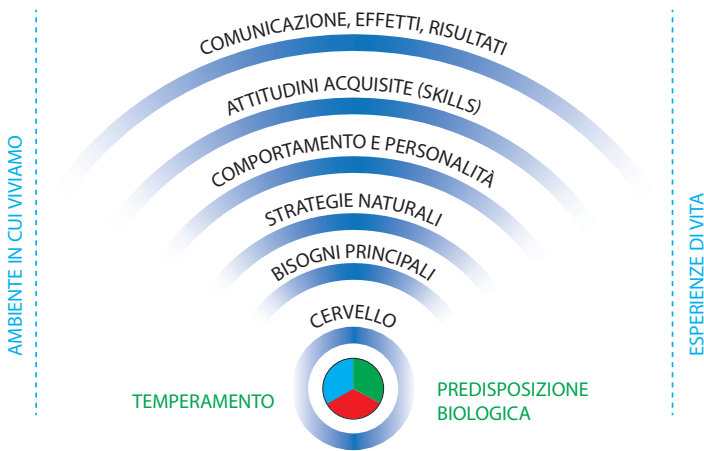 COMUNICAZIONE, EFFETTI, RISULTATI
ATTITUDINI ACQUISITE (SKILLS)
COMPORTAMENTO E PERSONALITÀ
STRATEGIE NATURALI
BISOGNI PRINCIPALI
CERVELLO
TEMPERAMENTO
PREDISPOSIZIONE
BIOLOGICA
AMBIENTE IN CUI VIVIAMO
ESPERIENZE DI VITA